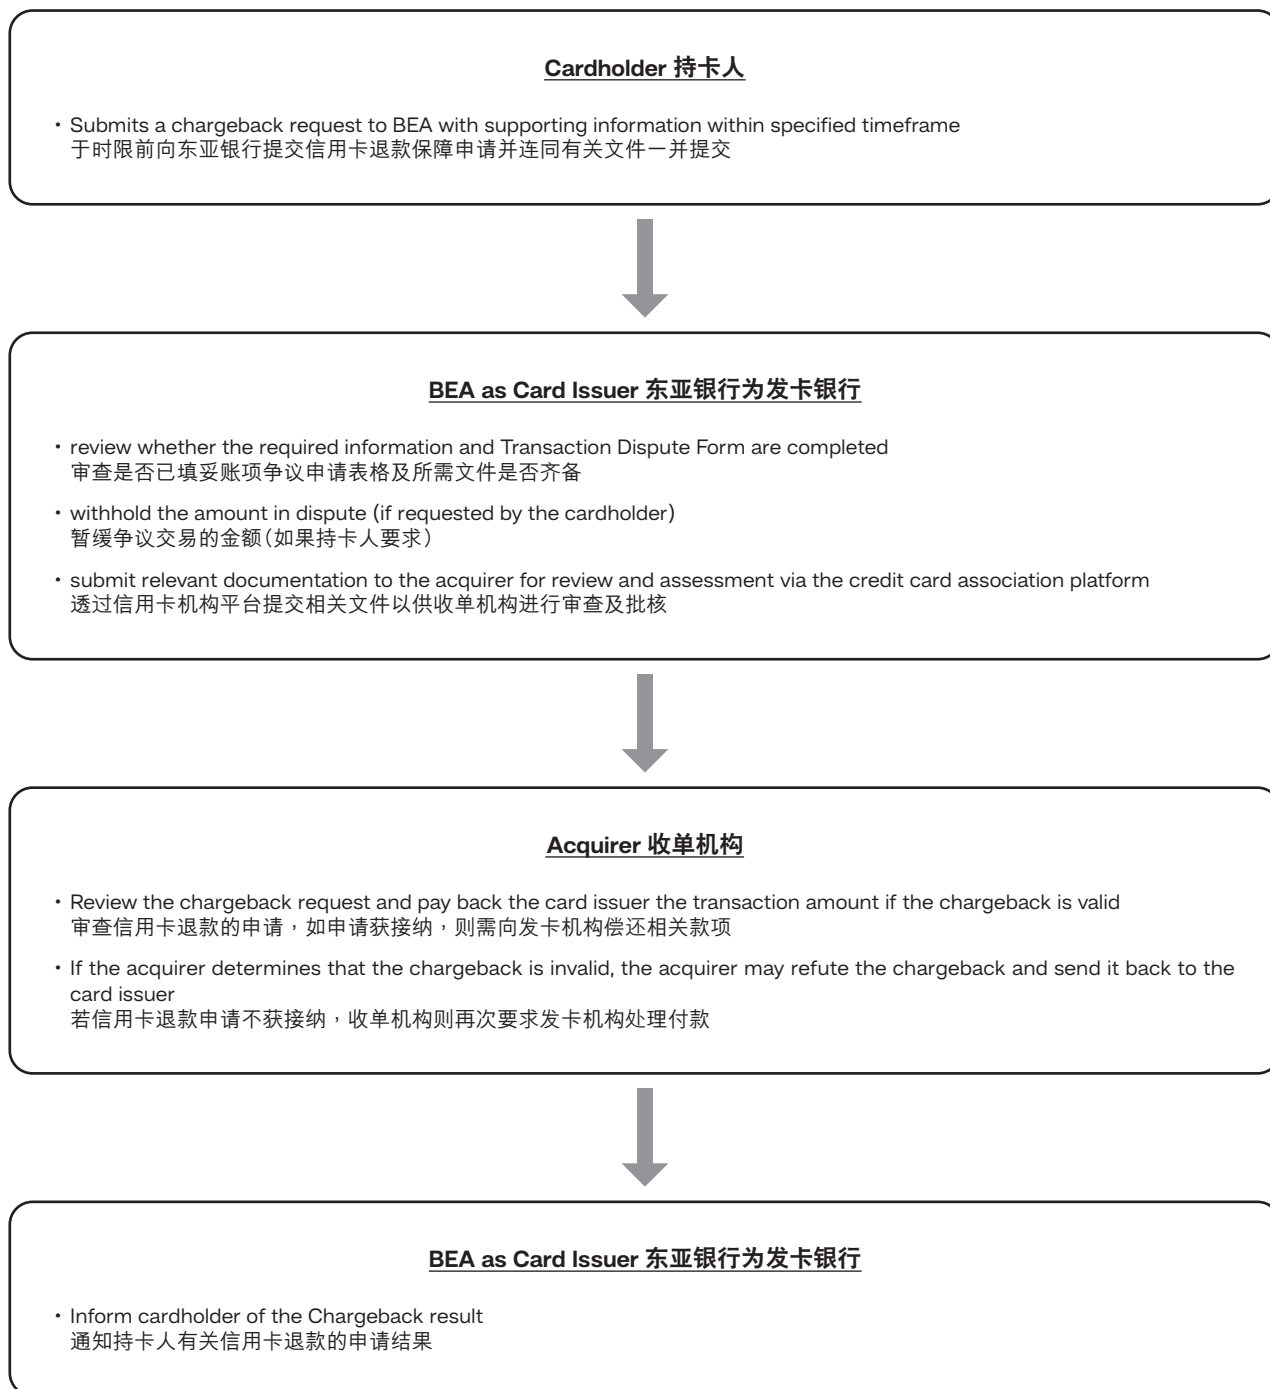 Cardholder 持卡人
• Submits a chargeback request to BEA with supporting information within specified timeframe
于时限前向东亚银行提交信用卡退款保障申请并连同有关文件一并提交
BEA as Card Issuer 东亚银行为发卡银行
• review whether the required information and Transaction Dispute Form are completed
审查是否已填妥账项争议申请表格及所需文件是否齐备
• withhold the amount in dispute (if requested by the cardholder)
暂缓争议交易的金额(如果持卡人要求)
• submit relevant documentation to the acquirer for review and assessment via the credit card association platform
透过信用卡机构平台提交相关文件以供收单机构进行审查及批核
Acquirer 收单机构
• Review the chargeback request and pay back the card issuer the transaction amount if the chargeback is valid
审查信用卡退款的申请，如申请获接纳，则需向发卡机构偿还相关款项
• If the acquirer determines that the chargeback is invalid, the acquirer may refute the chargeback and send it back to the
card issuer
若信用卡退款申请不获接纳，收单机构则再次要求发卡机构处理付款
BEA as Card Issuer 东亚银行为发卡银行
• Inform cardholder of the Chargeback result
通知持卡人有关信用卡退款的申请结果